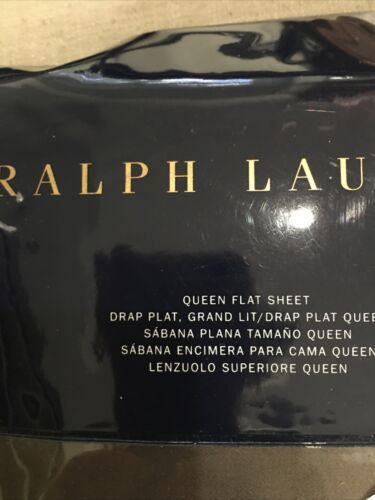 RALPH LAU
QUEEN FLAT SHEET
DRAP PLAT, GRAND LIT/DRAP PLAT QUEE
SÁBANA PLANA TAMAÑO QUEEN
SÁBANA ENCIMERA PARA CAMA QUEEN
LENZUOLO SUPERIORE QUEEN